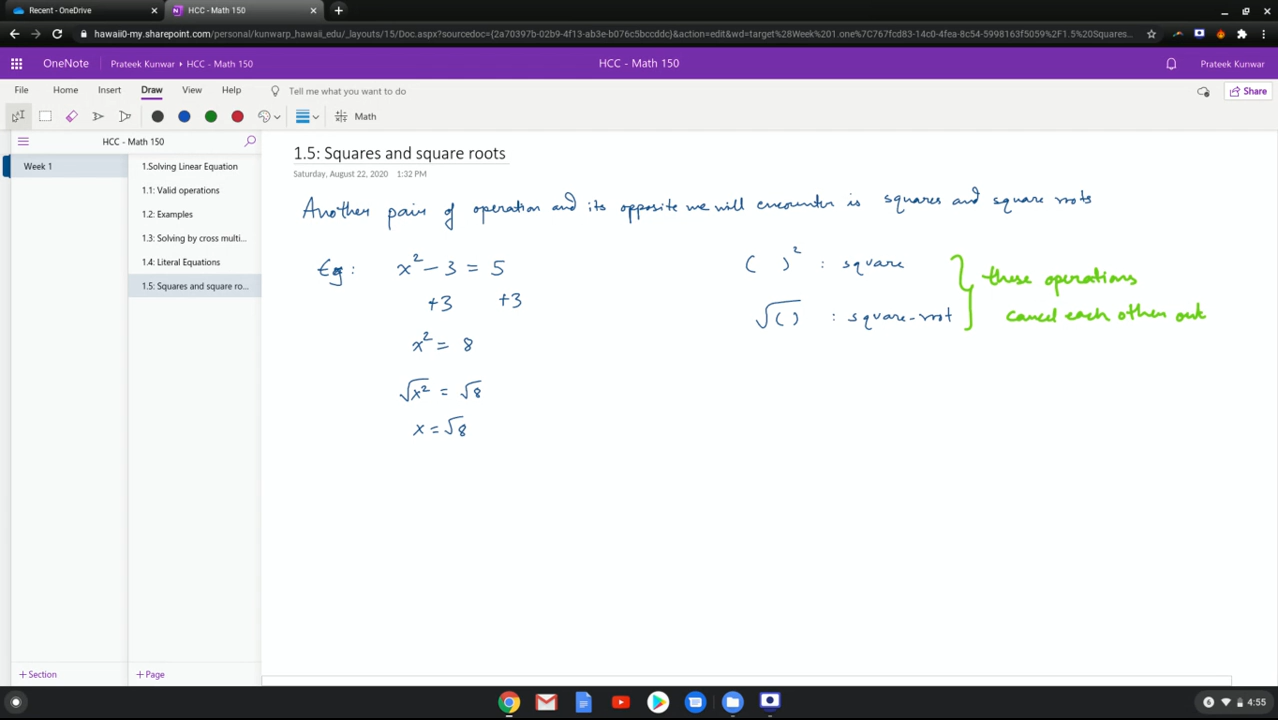 Recent - OneDrive
HCC - Math 150
hawaii0-my.sharepoint.com/personal/kunwarp_hawaii_edu/_layouts/15/Doc.aspx?sourcedoc={2a70397b-02b9-4f13-ab3e-b076c5bccddc}&action=edit&wd=target%28Week%201.one%7C767fcd83-14c0-4fea-8c54-5998163f5059%2F1.5%20Squares...
OneNote
Prateek Kunwar › HCC - Math 150
HCC - Math 150
Prateek Kunwar
File Home Insert Draw View Help Tell me what you want to do
Share
Math
HCC - Math 150
Week 1
1.Solving Linear Equation
1.1: Valid operations
1.2: Examples
1.3: Solving by cross multi...
1.4: Literal Equations
1.5: Squares and square ro...
+ Section
+ Page
1.5: Squares and square roots
Saturday, August 22, 2020 1:32 PM
Another pair of operation and its opposite we will encounter is squares and square roots
Eg: x² - 3 = 5
+3 +3
x² = 8
√x² = √8
x = √8
( )² : square
√( ) : square-root
these operations
cancel each other out
6
4:55